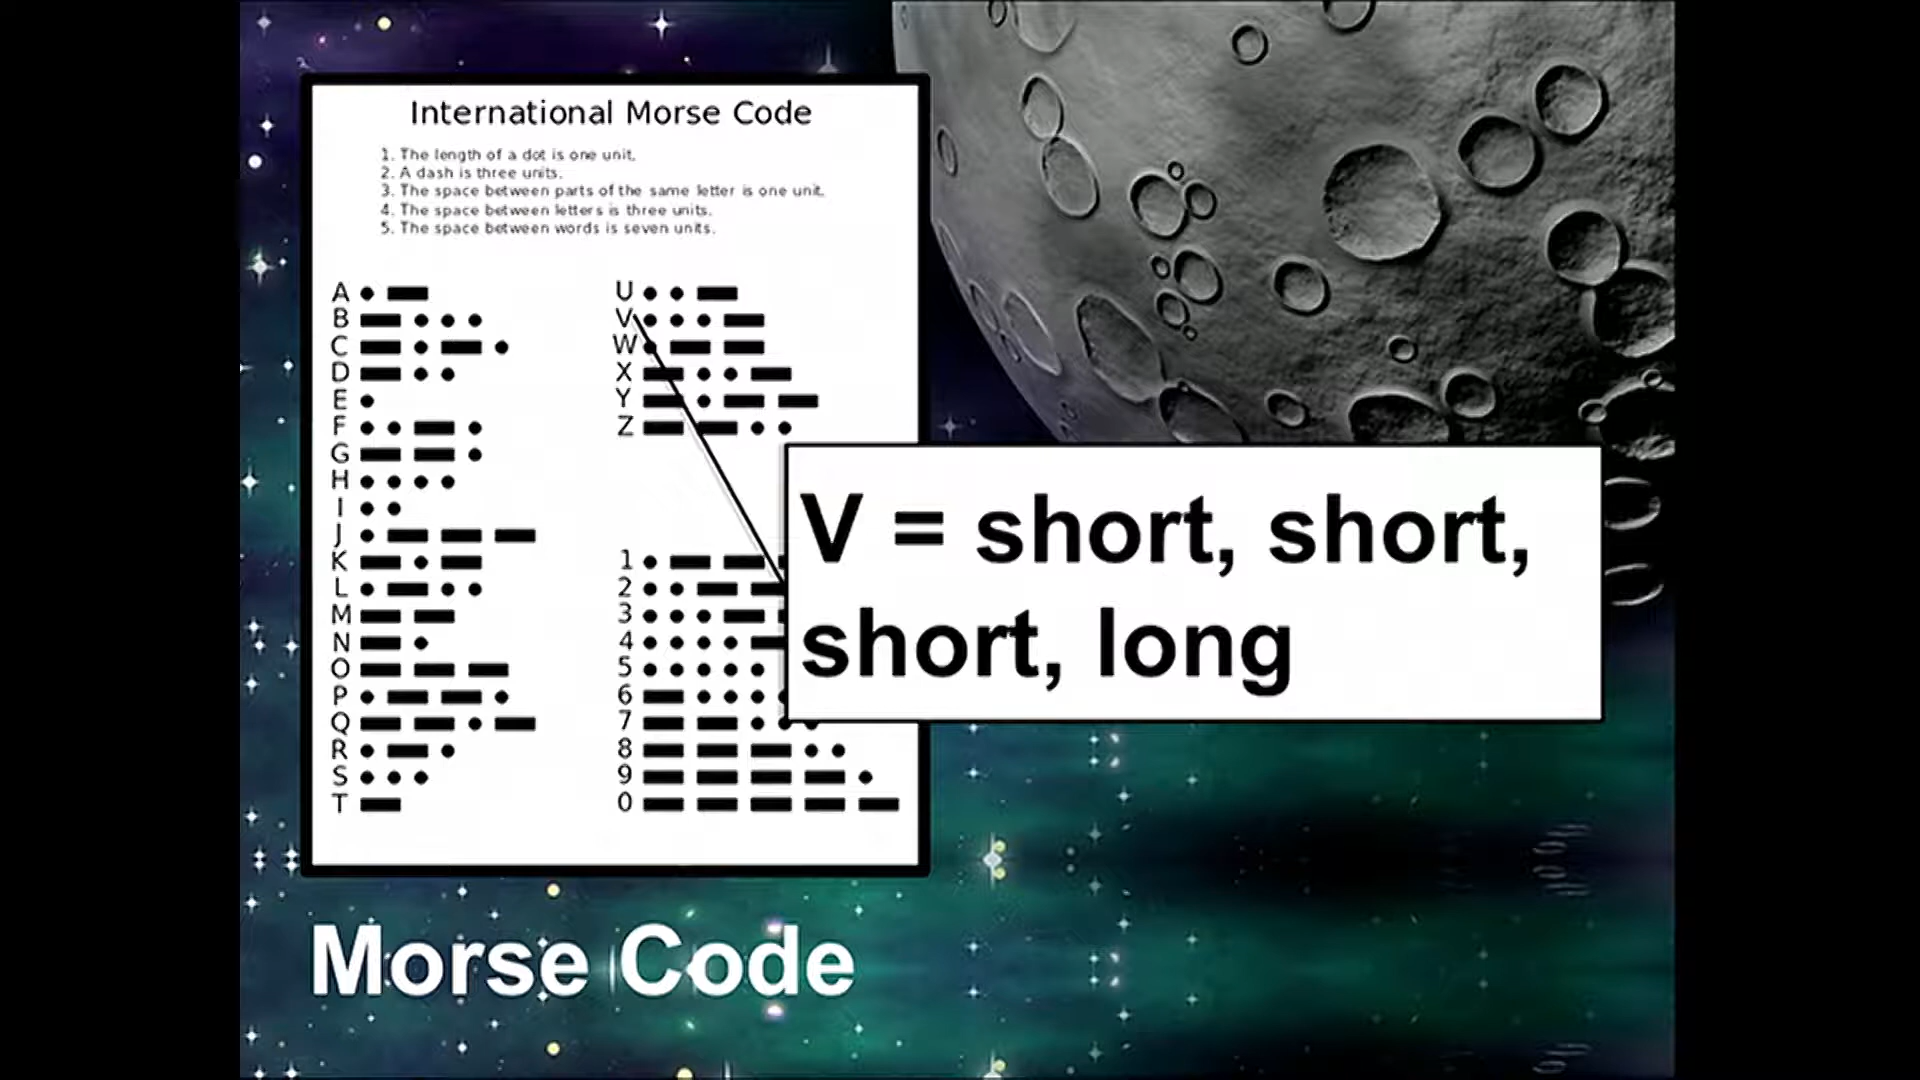 International Morse Code
1. The length of a dot is one unit.
2. A dash is three units.
3. The space between parts of the same letter is one unit.
4. The space between letters is three units.
5. The space between words is seven units.
A
B
C
D
E
F
G
H
I
J
K
L
M
N
O
P
Q
R
S
T
U
V
W
X
Y
Z
1
2
3
4
5
6
7
8
9
0
V = short, short,
short, long
Morse Code